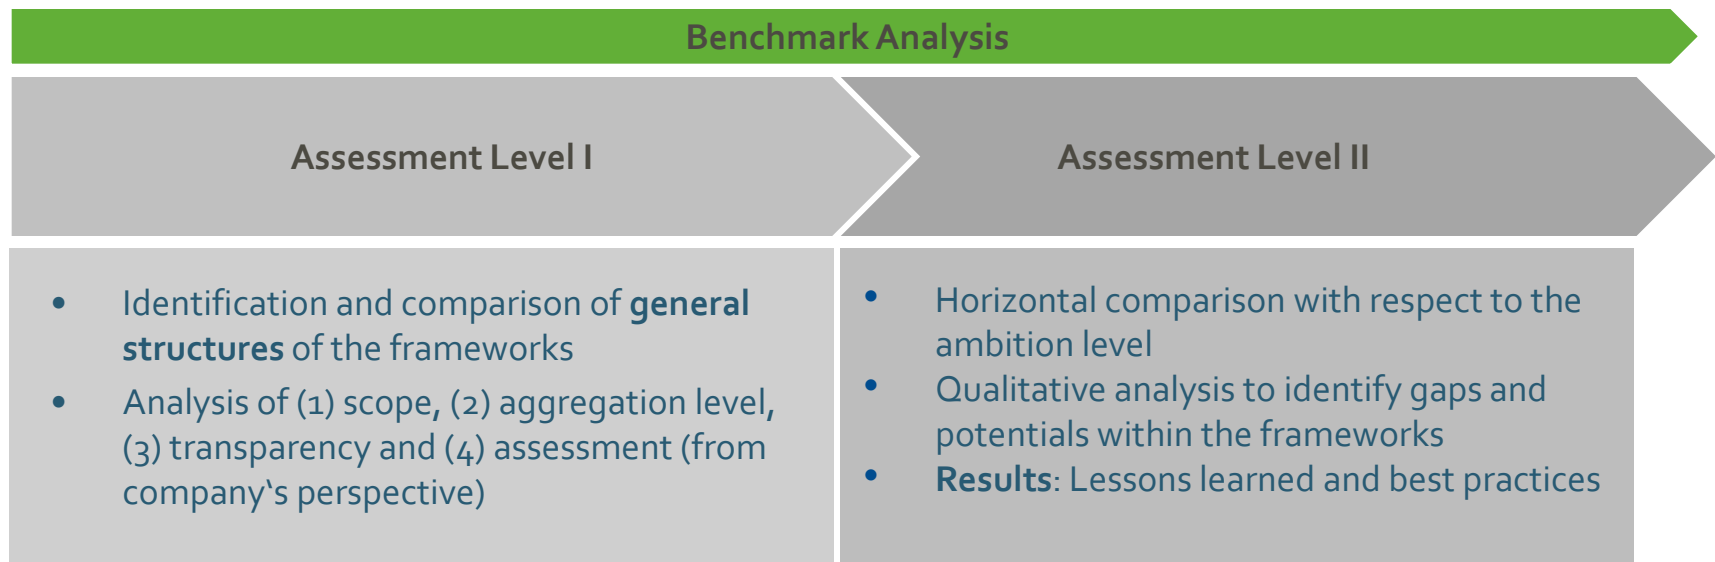 Benchmark Analysis
Assessment Level I
Assessment Level II
• Identification and comparison of general
structures of the frameworks
• Analysis of (1) scope, (2) aggregation level,
(3) transparency and (4) assessment (from
company‘s perspective)
• Horizontal comparison with respect to the
ambition level
• Qualitative analysis to identify gaps and
potentials within the frameworks
• Results: Lessons learned and best practices